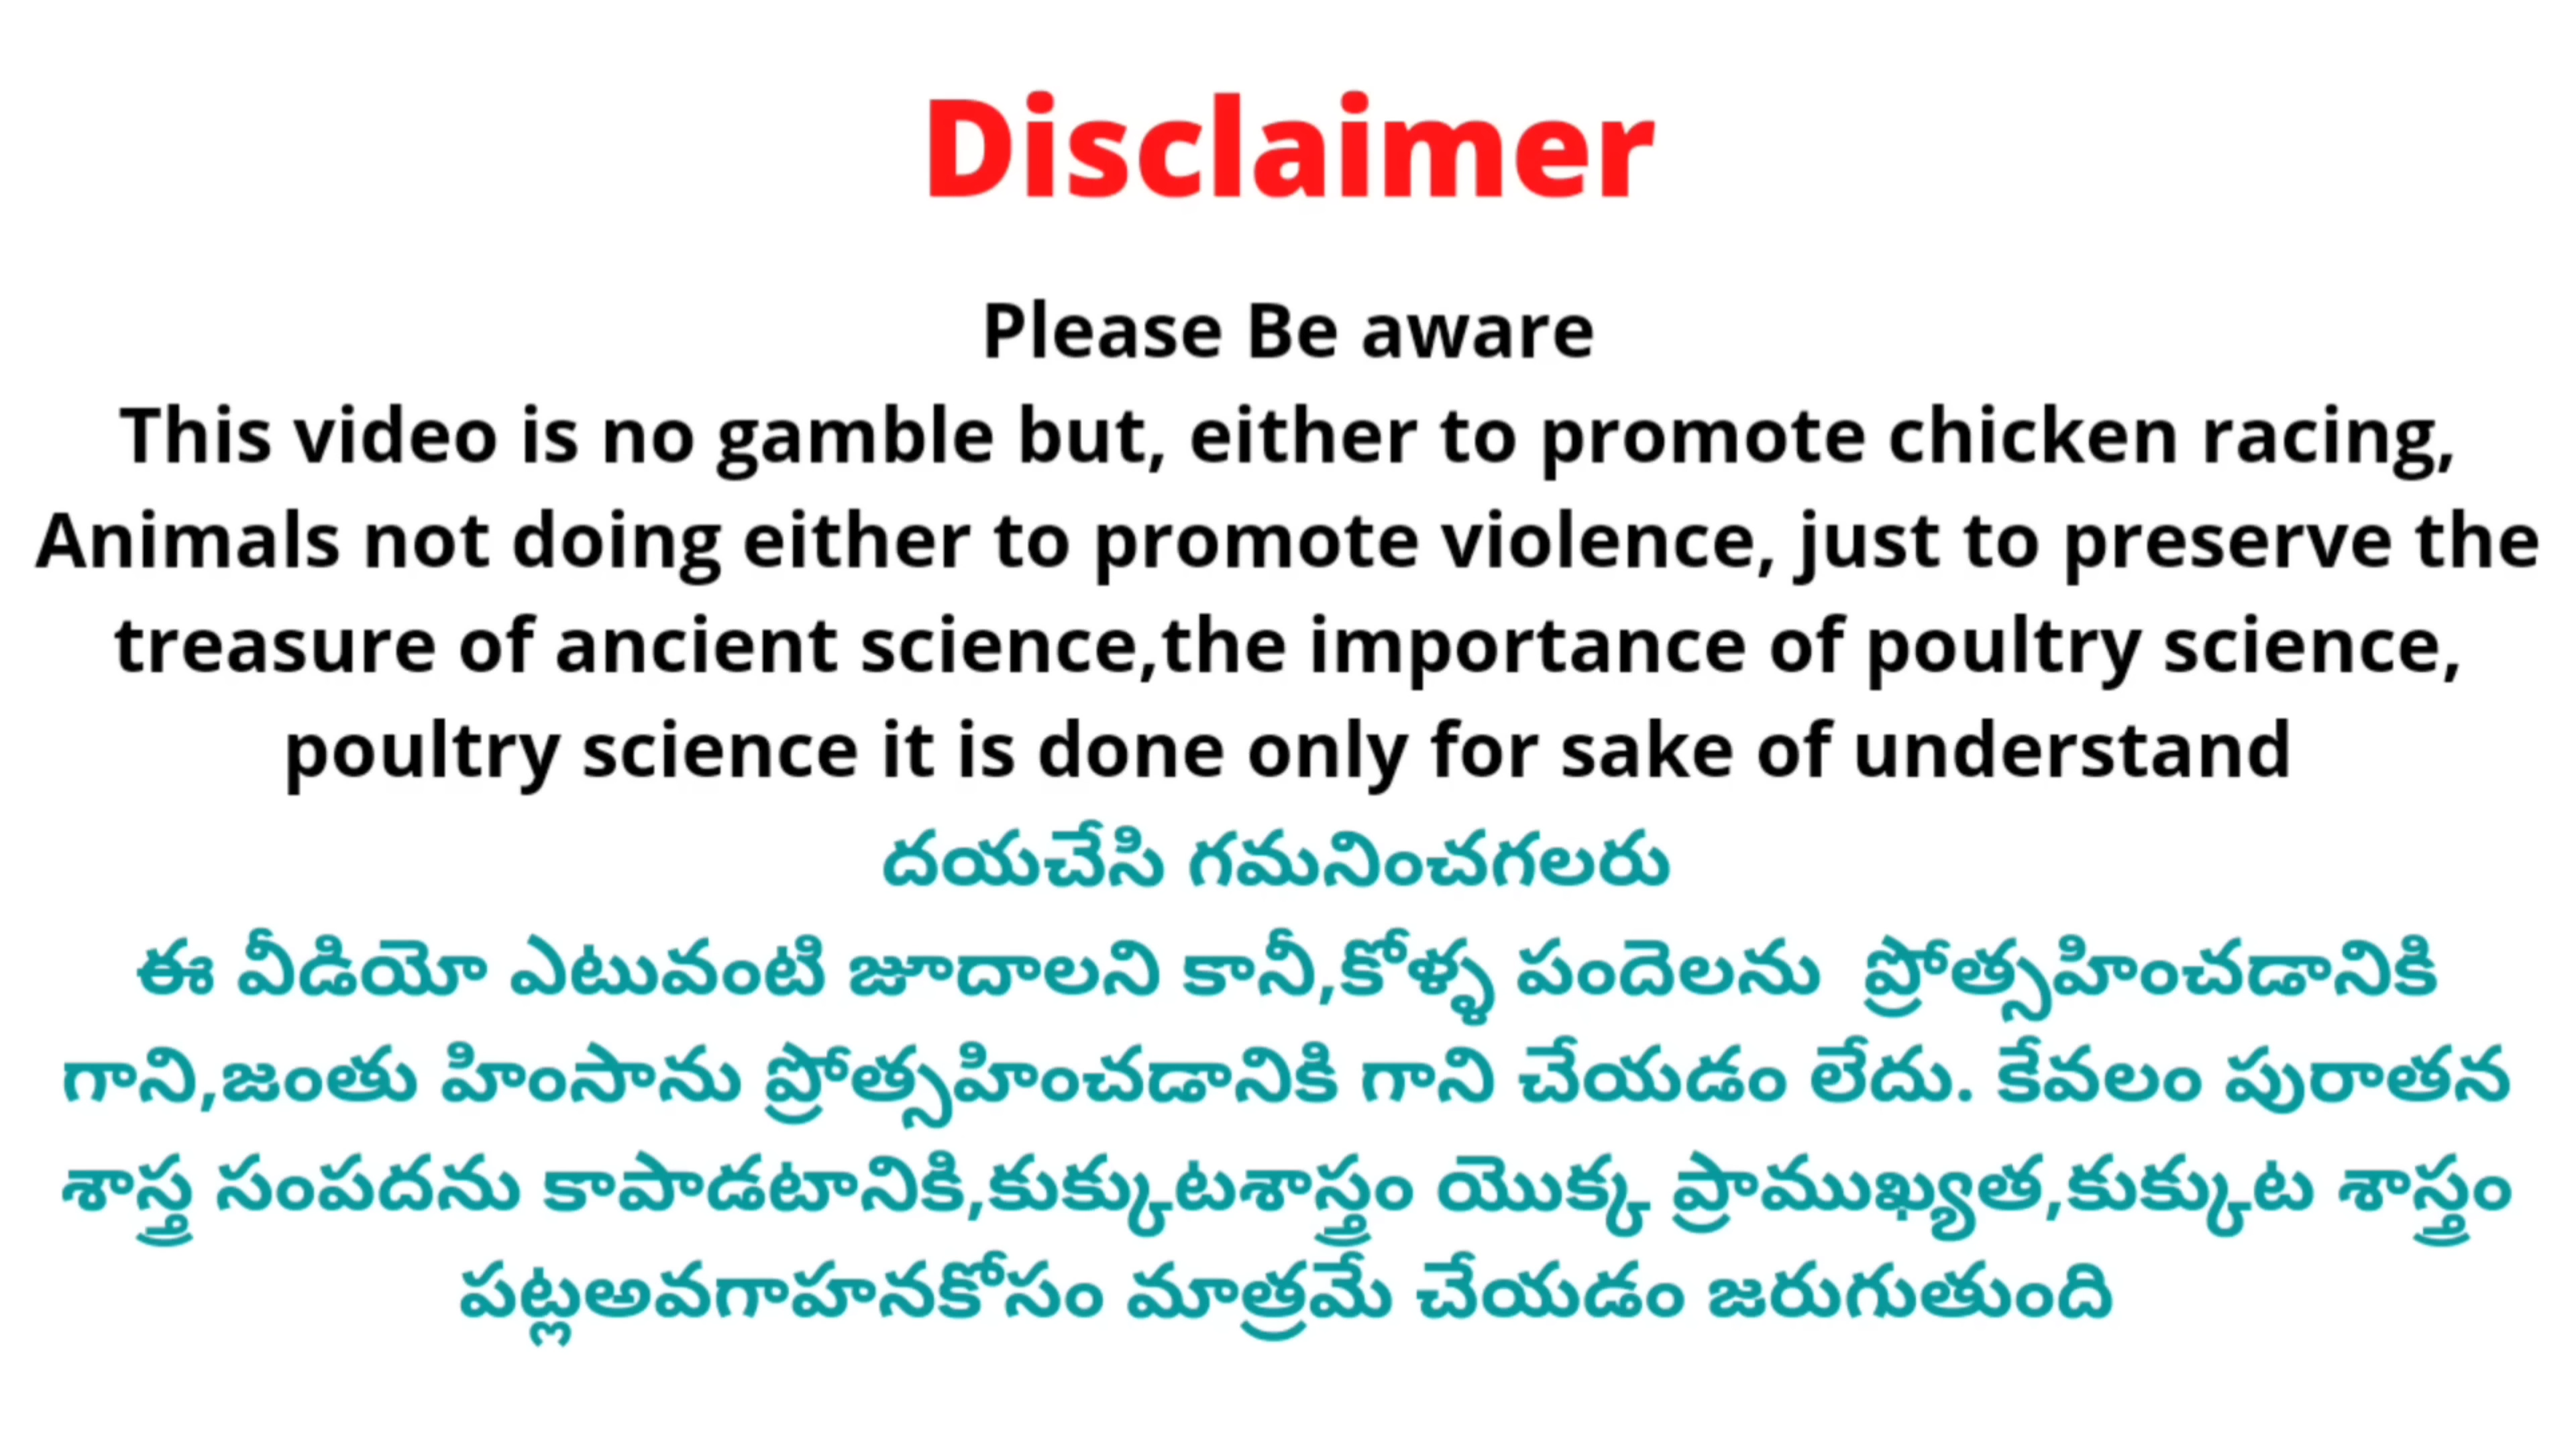 Disclaimer
Please Be aware
This video is no gamble but, either to promote chicken racing,
Animals not doing either to promote violence, just to preserve the
treasure of ancient science,the importance of poultry science,
poultry science it is done only for sake of understand
దయచేసి గమనించగలరు
ఈ వీడియో ఎటువంటి జూదాలని కానీ,కోళ్ళ పందెలను ప్రోత్సహించడానికి
గాని,జంతు హింసాను ప్రోత్సహించడానికి గాని చేయడం లేదు. కేవలం పురాతన
శాస్త్ర సంపదను కాపాడటానికి,కుక్కుటశాస్త్రం యొక్క ప్రాముఖ్యత,కుక్కుట శాస్త్రం
పట్లఅవగాహనకోసం మాత్రమే చేయడం జరుగుతుంది